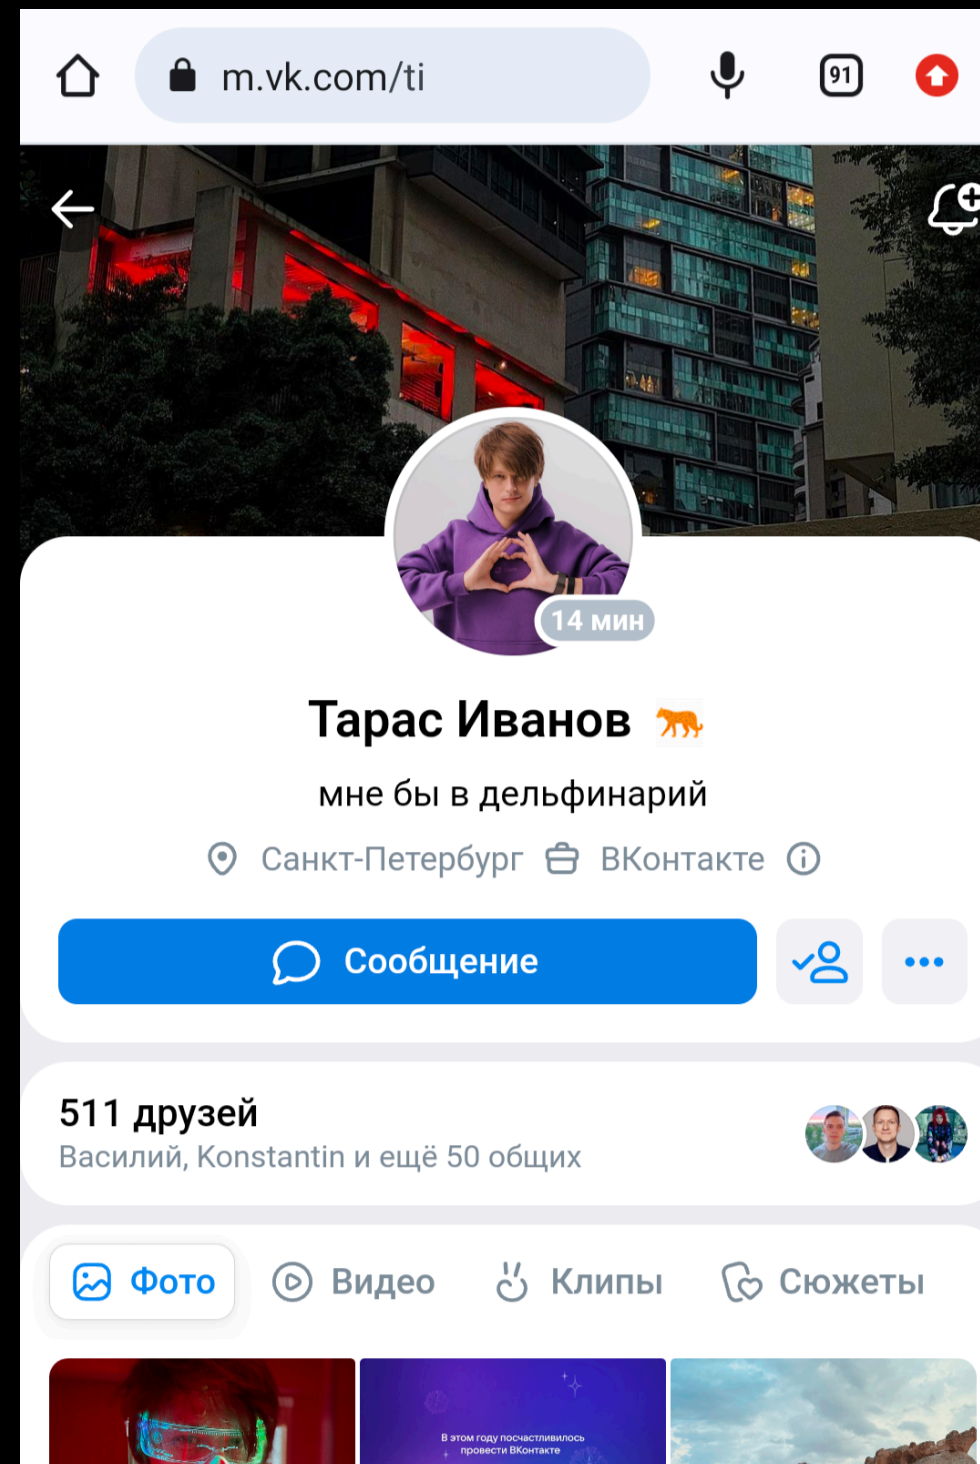 m.vk.com/ti
91
14 мин
Тарас Иванов
мне бы в дельфинарий
Санкт-Петербург ВКонтакте
Сообщение
511 друзей
Василий, Konstantin и ещё 50 общих
Фото Видео Клипы Сюжеты
В этом году посчастливилось
провести ВКонтакте